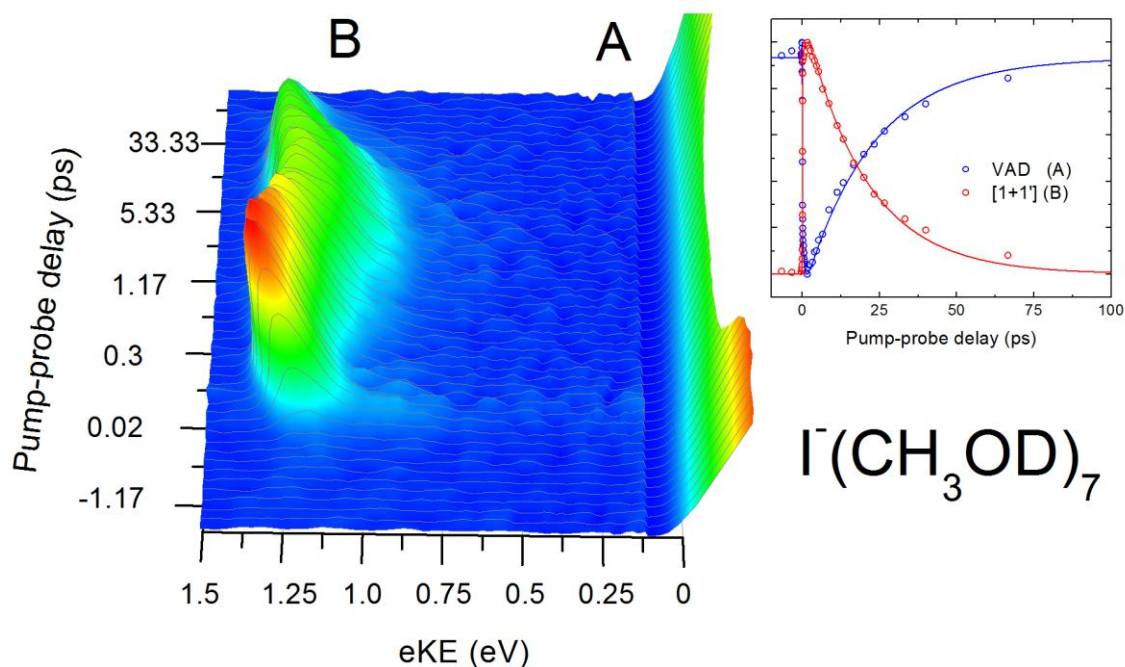 B
A
Pump-probe delay (ps)
33.33
5.33
1.17
0.3
0.02
-1.17
1.5
1.25
1.0
0.75
0.5
0.25
0
eKE (eV)
VAD (A)
[1+1'] (B)
0
25
50
75
100
Pump-probe delay (ps)
I⁻(CH₃OD)₇